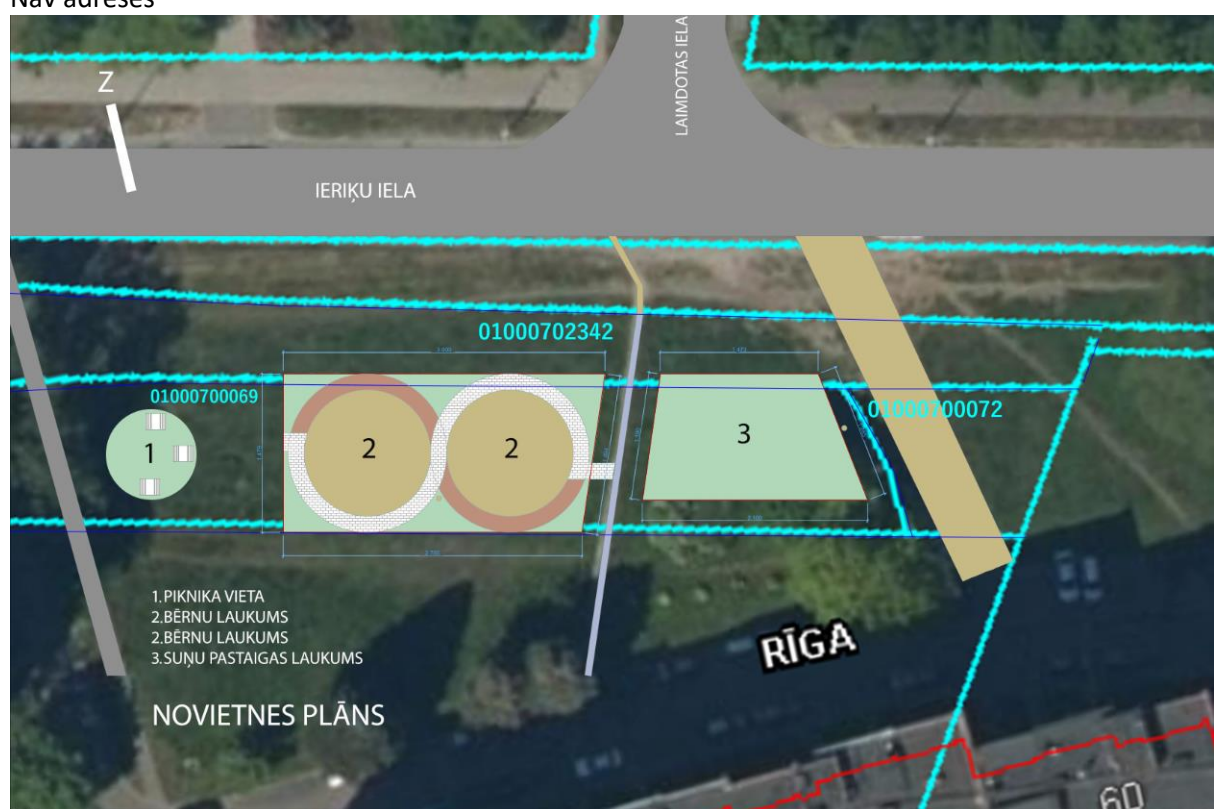 Nav adreses
LAIMDOTAS IELA
Z
IERIĶU IELA
01000702342
01000700069
01000700072
1
2
2
3
1.PIKNIKA VIETA
2.BĒRNU LAUKUMS
2.BĒRNU LAUKUMS
3.SUŅU PASTAIGAS LAUKUMS
RĪGA
NOVIETNES PLĀNS
60